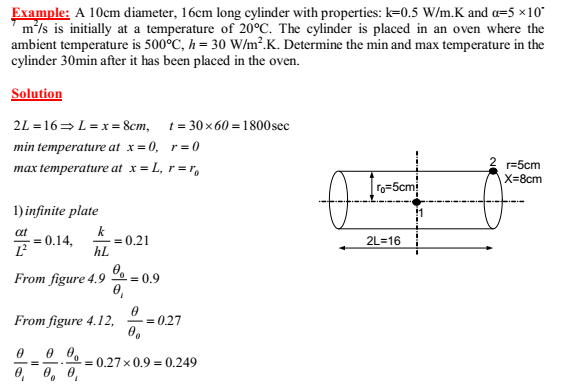 Example: A 10cm diameter, 16cm long cylinder with properties: k=0.5 W/m.K and α=5 ×10⁻
⁷ m²/s is initially at a temperature of 20°C. The cylinder is placed in an oven where the
ambient temperature is 500°C, h = 30 W/m².K. Determine the min and max temperature in the
cylinder 30min after it has been placed in the oven.
Solution
2L = 16 ⇒ L = x = 8cm, t = 30 × 60 = 1800sec
min temperature at x = 0, r = 0
max temperature at x = L, r = r₀
1) infinite plate
αt/L² = 0.14, k/hL = 0.21
From figure 4.9 θ₀/θᵢ = 0.9
From figure 4.12, θ/θ₀ = 0.27
θ/θᵢ = θ/θ₀ · θ₀/θᵢ = 0.27 × 0.9 = 0.249
2 r=5cm
X=8cm
r₀=5cm
1
2L=16